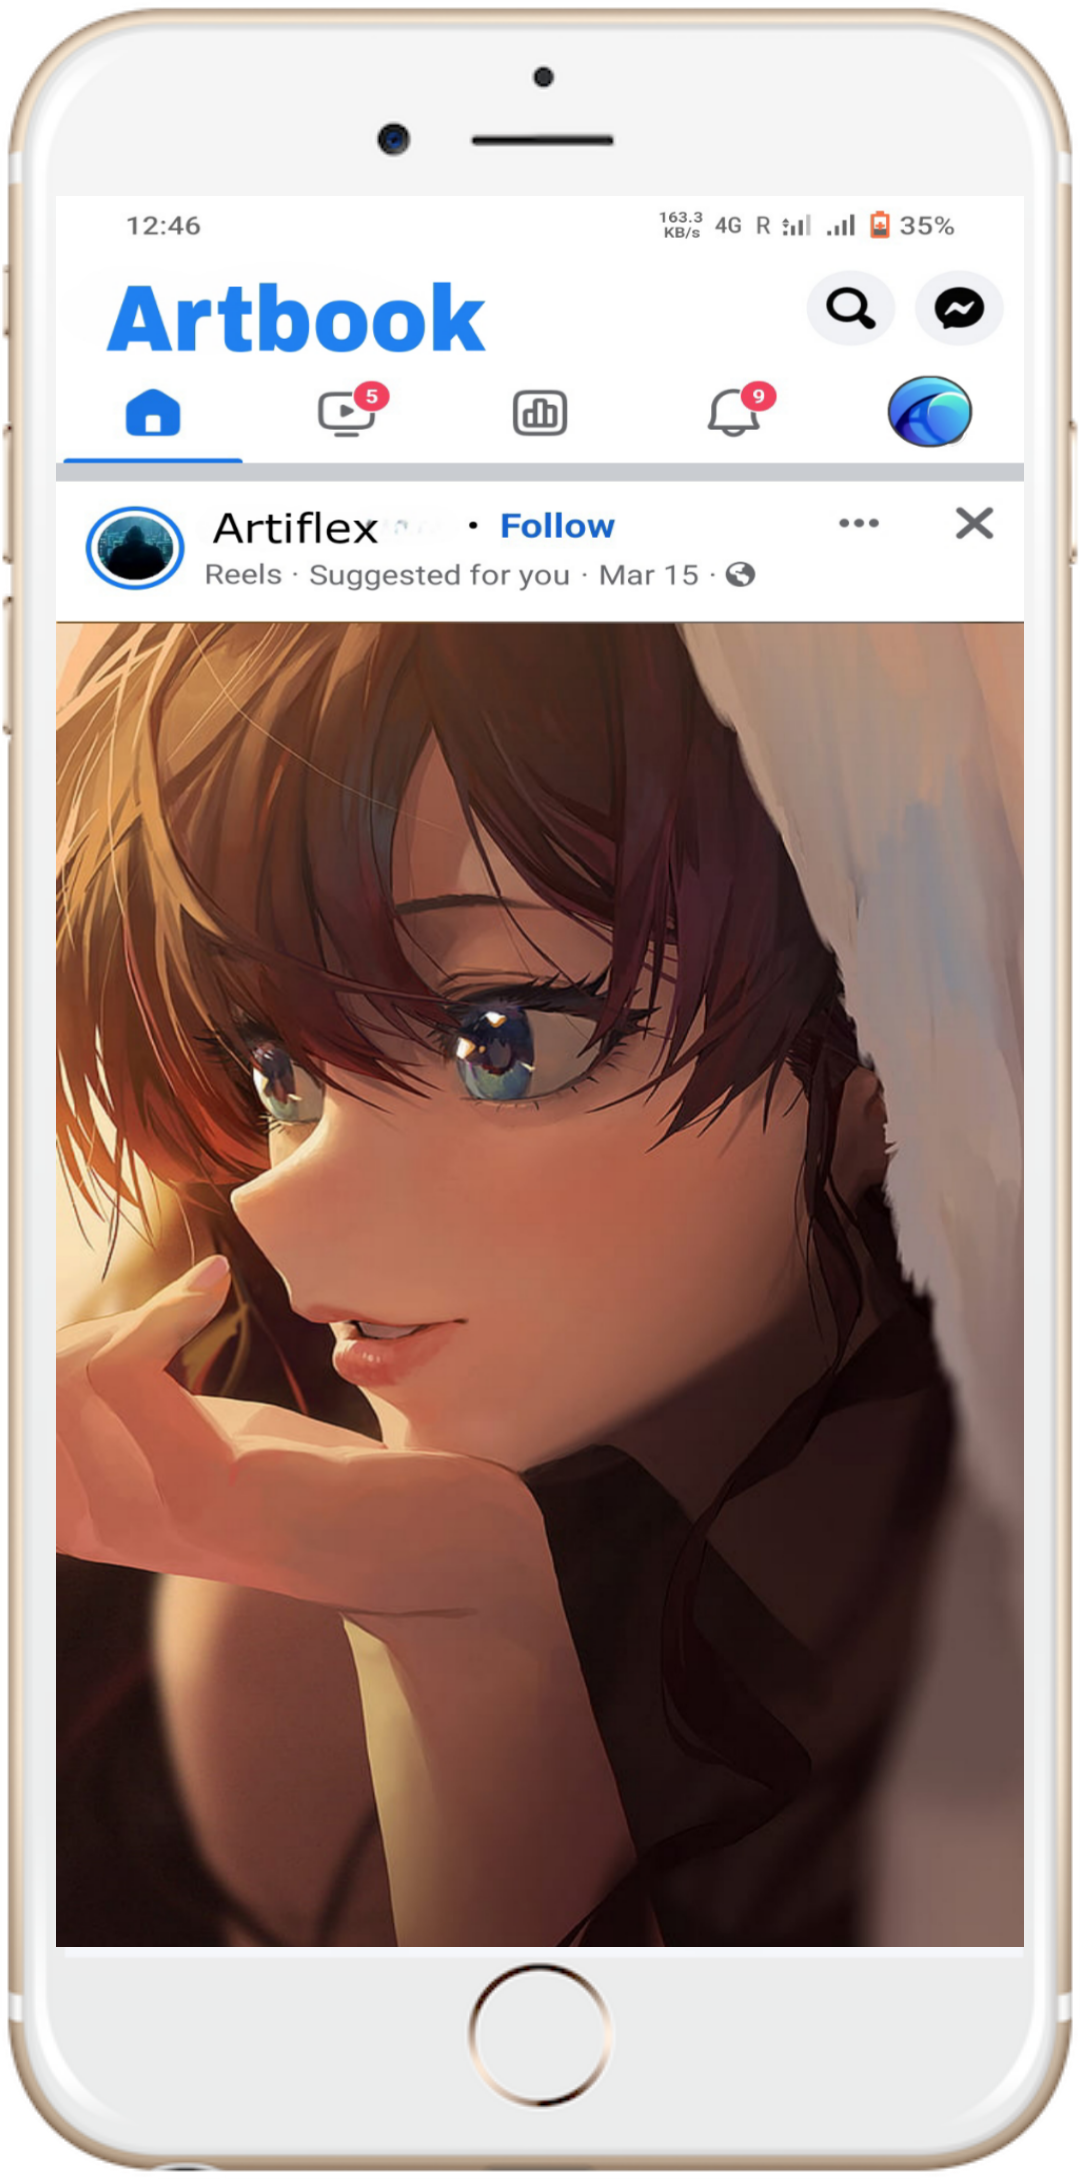 12:46
163.3 KB/s 4G R 35%
Artbook
5
9
Artiflex · Follow
Reels · Suggested for you · Mar 15 ·